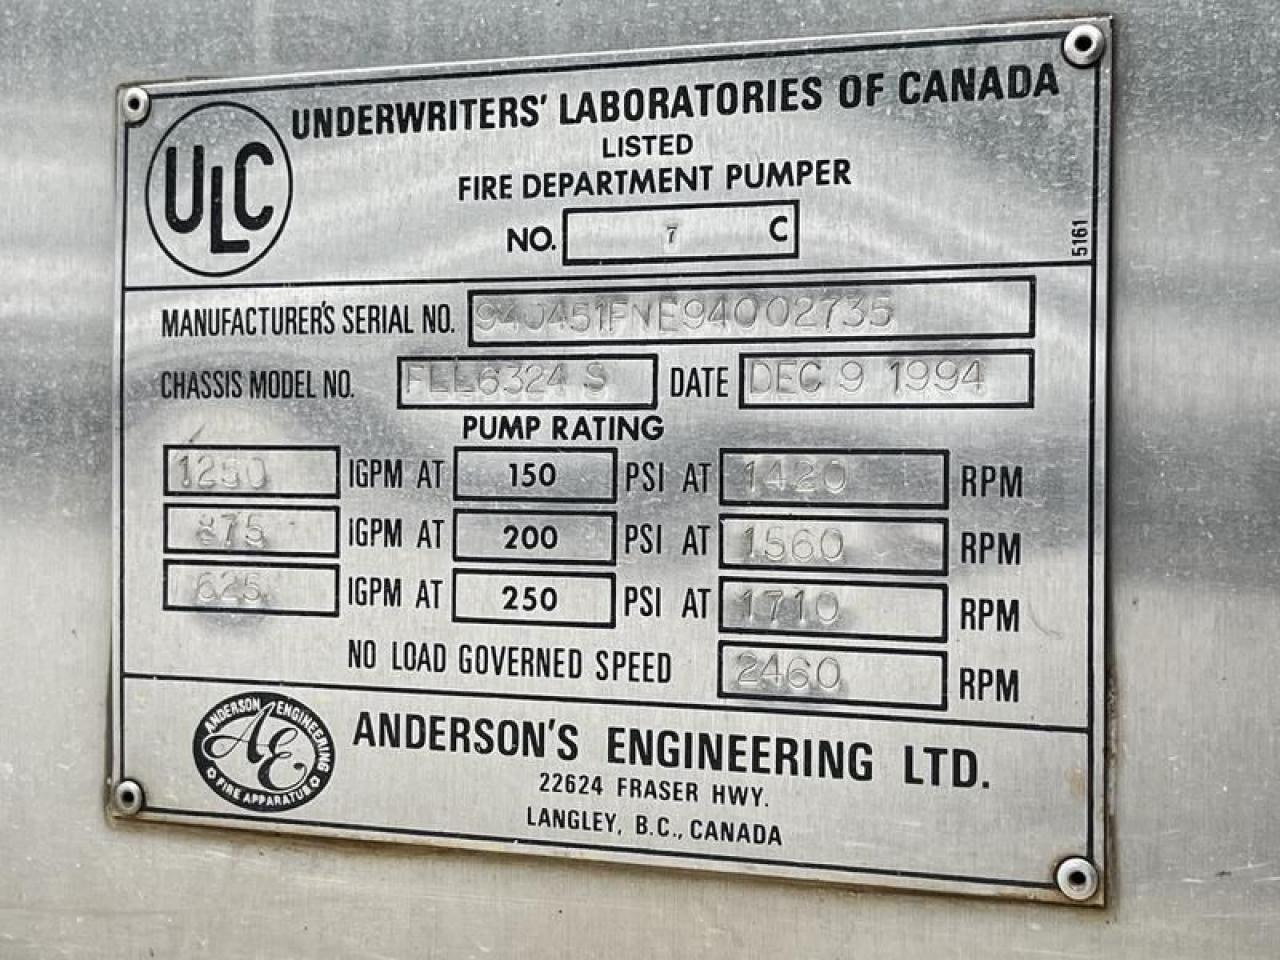 ULC
UNDERWRITERS' LABORATORIES OF CANADA
LISTED
FIRE DEPARTMENT PUMPER
NO. 7 C
5161
MANUFACTURER'S SERIAL NO. 94J451FNE94002735
CHASSIS MODEL NO. FLL6324 S DATE DEC 9 1994
PUMP RATING
1250 IGPM AT 150 PSI AT 1420 RPM
875 IGPM AT 200 PSI AT 1560 RPM
625 IGPM AT 250 PSI AT 1710 RPM
NO LOAD GOVERNED SPEED 2460 RPM
ANDERSON ENGINEERING
AE
FIRE APPARATUS
ANDERSON'S ENGINEERING LTD.
22624 FRASER HWY.
LANGLEY, B.C., CANADA